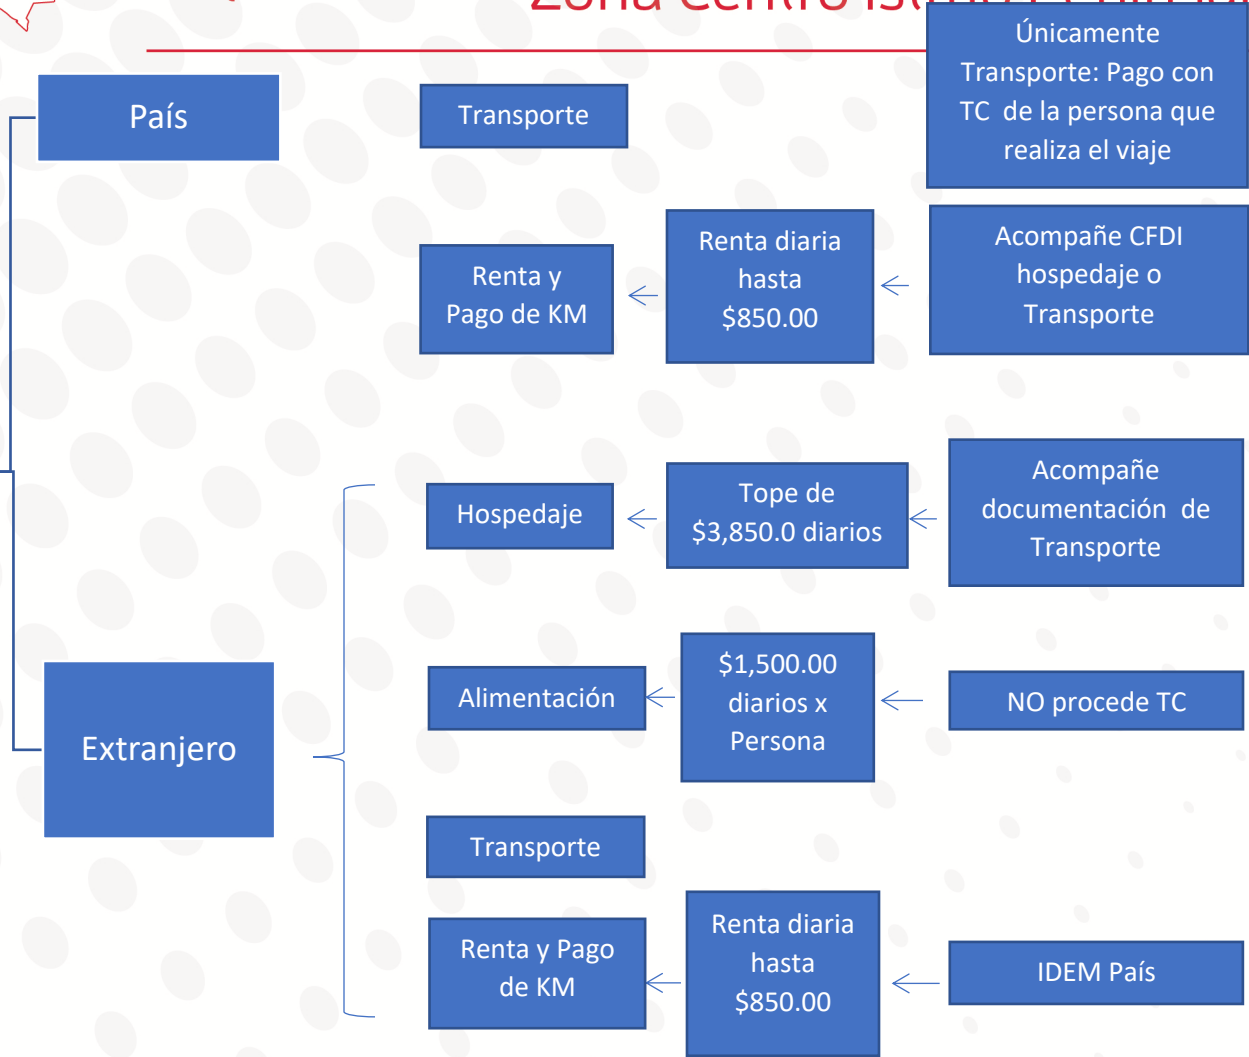 Zona Centro
Únicamente
Transporte: Pago con
TC de la persona que
realiza el viaje
País
Transporte
Renta y
Pago de KM
Renta diaria
hasta
$850.00
Acompañe CFDI
hospedaje o
Transporte
Hospedaje
Tope de
$3,850.0 diarios
Acompañe
documentación de
Transporte
Extranjero
Alimentación
$1,500.00
diarios x
Persona
NO procede TC
Transporte
Renta y Pago
de KM
Renta diaria
hasta
$850.00
IDEM País